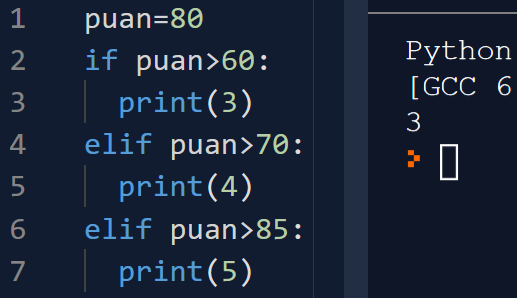 1 puan=80
2 if puan>60:
3 print(3)
4 elif puan>70:
5 print(4)
6 elif puan>85:
7 print(5)
Python
[GCC 6
3